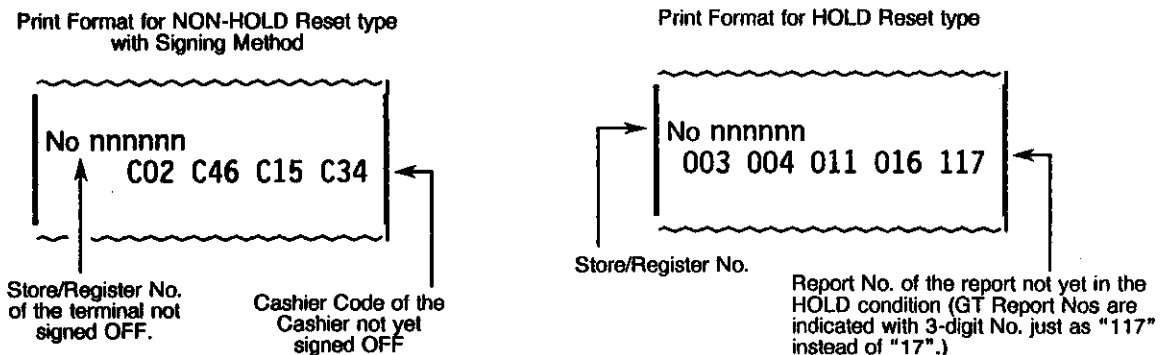 Print Format for NON-HOLD Reset type
with Signing Method
No nnnnnn
C02 C46 C15 C34
Store/Register No.
of the terminal not
signed OFF.
Cashier Code of the
Cashier not yet
signed OFF
Print Format for HOLD Reset type
No nnnnnn
003 004 011 016 117
Store/Register No.
Report No. of the report not yet in the
HOLD condition (GT Report Nos are
indicated with 3-digit No. just as "117"
instead of "17".)